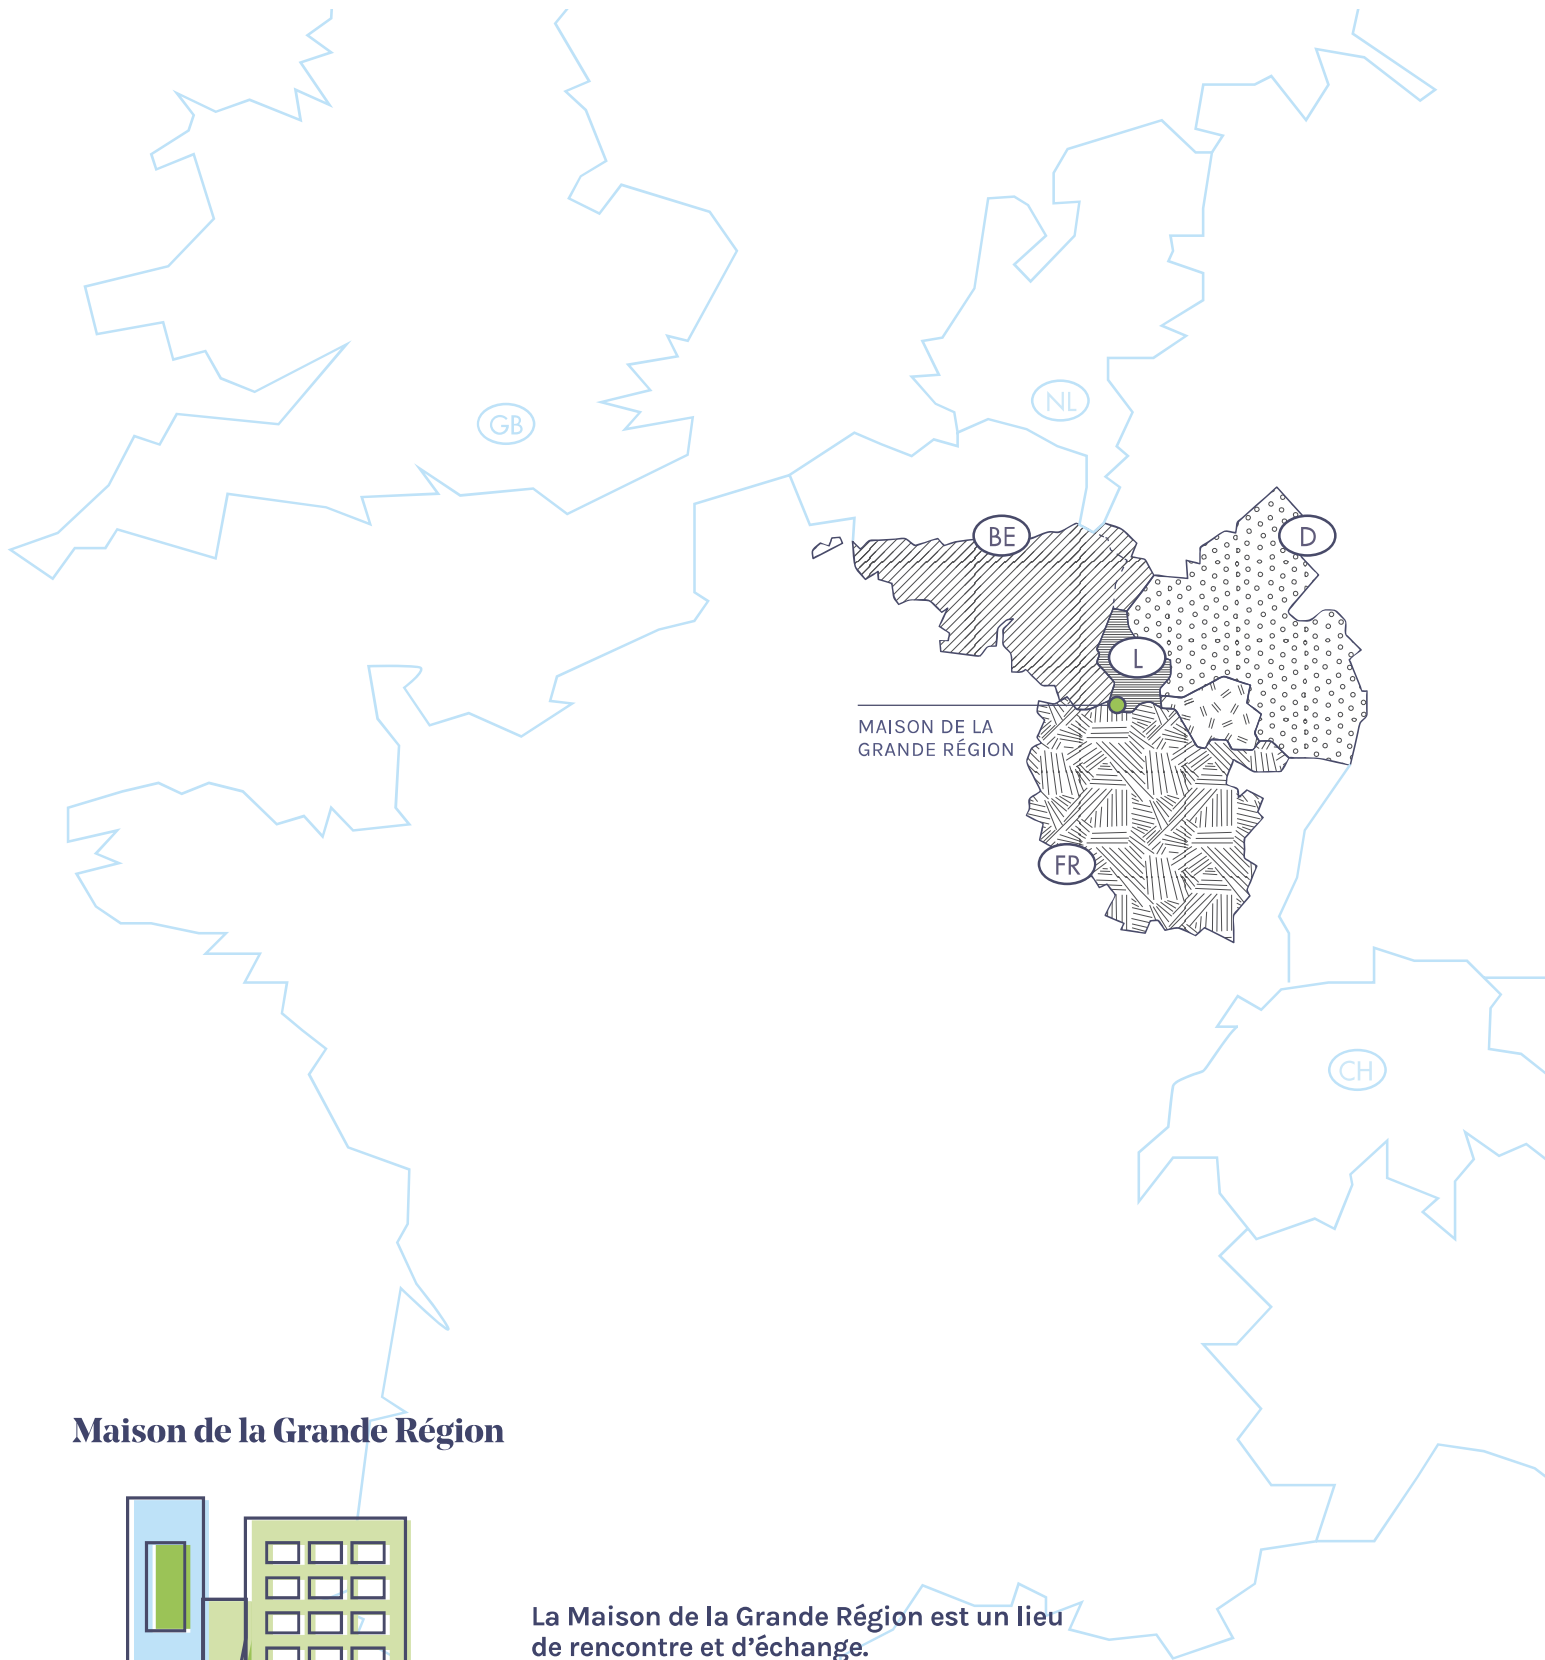 GB
NL
BE
D
L
MAISON DE LA
GRANDE RÉGION
FR
CH
Maison de la Grande Région
La Maison de la Grande Région est un lieu
de rencontre et d'échange.